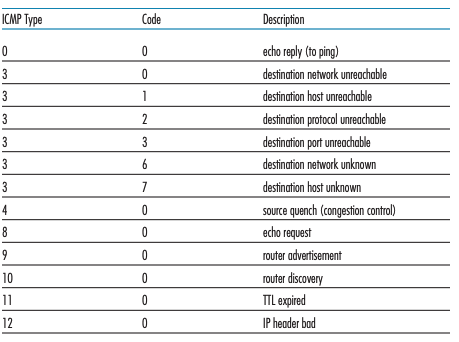 ICMP Type Code Description
0 0 echo reply (to ping)
3 0 destination network unreachable
3 1 destination host unreachable
3 2 destination protocol unreachable
3 3 destination port unreachable
3 6 destination network unknown
3 7 destination host unknown
4 0 source quench (congestion control)
8 0 echo request
9 0 router advertisement
10 0 router discovery
11 0 TTL expired
12 0 IP header bad